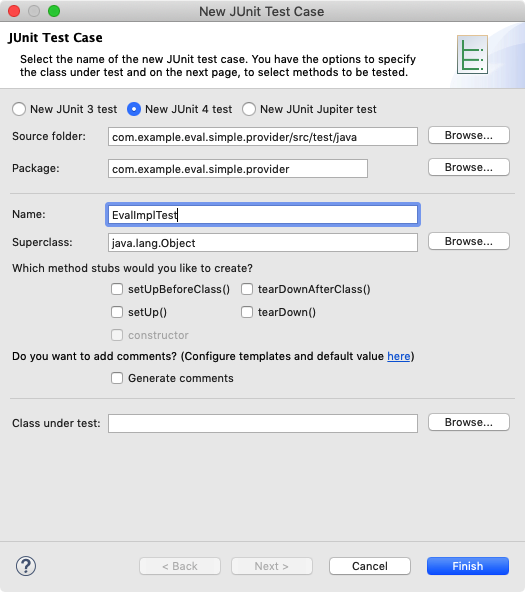 New JUnit Test Case
JUnit Test Case
Select the name of the new JUnit test case. You have the options to specify
the class under test and on the next page, to select methods to be tested.
New JUnit 3 test New JUnit 4 test New JUnit Jupiter test
Source folder: com.example.eval.simple.provider/src/test/java Browse...
Package: com.example.eval.simple.provider Browse...
Name: EvalImplTest
Superclass: java.lang.Object Browse...
Which method stubs would you like to create?
setUpBeforeClass() tearDownAfterClass()
setUp() tearDown()
constructor
Do you want to add comments? (Configure templates and default value here)
Generate comments
Class under test: Browse...
? < Back Next > Cancel Finish